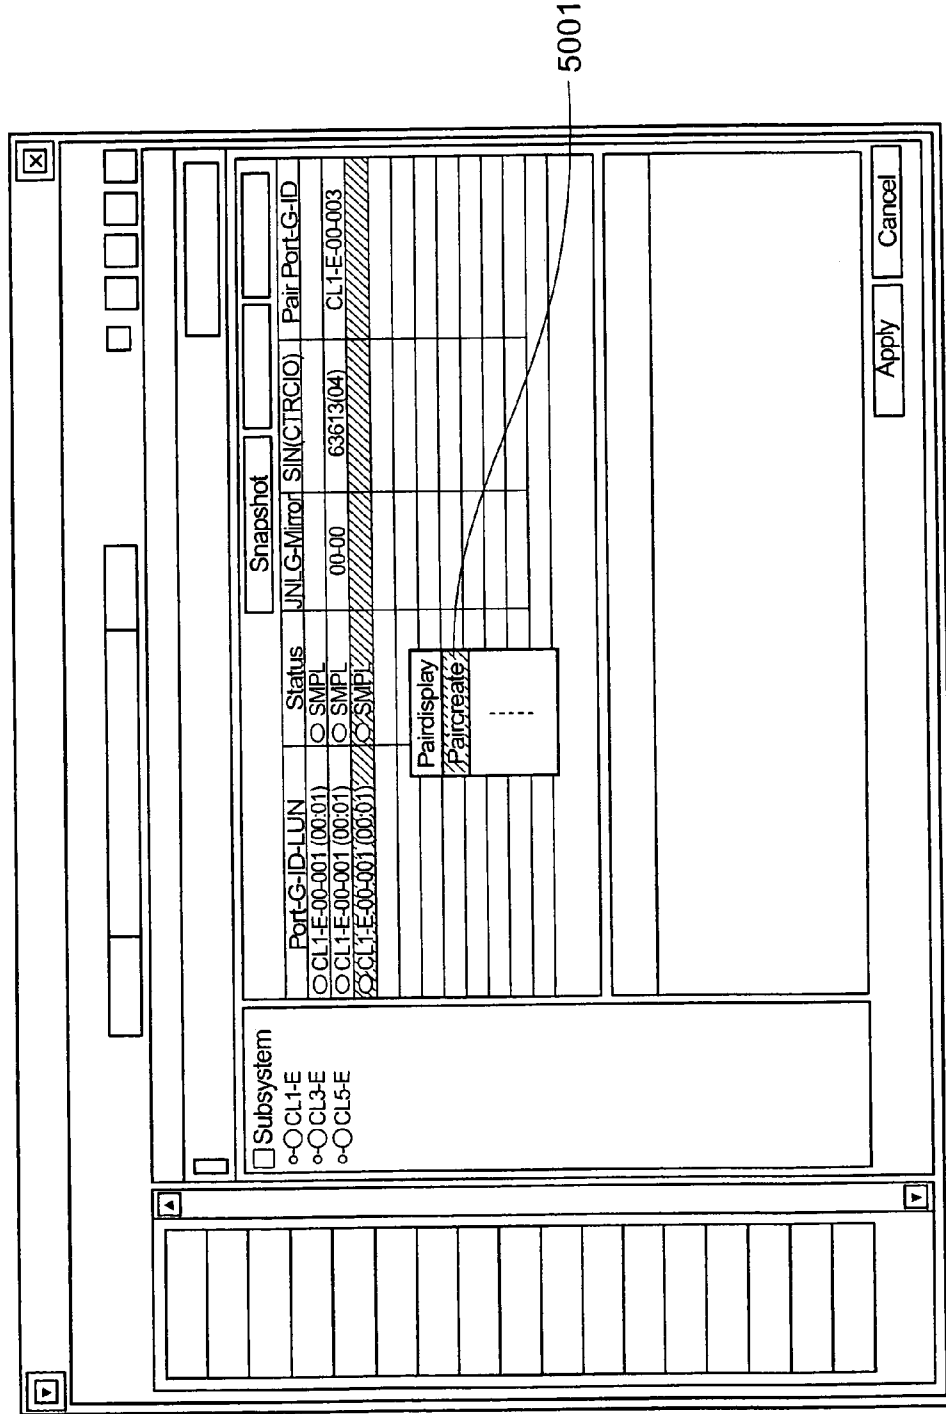 Snapshot
Port-G-ID-LUN Status JNLG-Mirror S/N(CTRCIO) Pair Port-G-ID
CL1-E-00-001 (00:01) SMPL
CL1-E-00-001 (00:01) SMPL 00-00 63613(04) CL1-E-00-003
CL1-E-00-001 (00:01) SMPL
Pairdisplay
Paircreate
Subsystem
CL1-E
CL3-E
CL5-E
Apply Cancel
5001